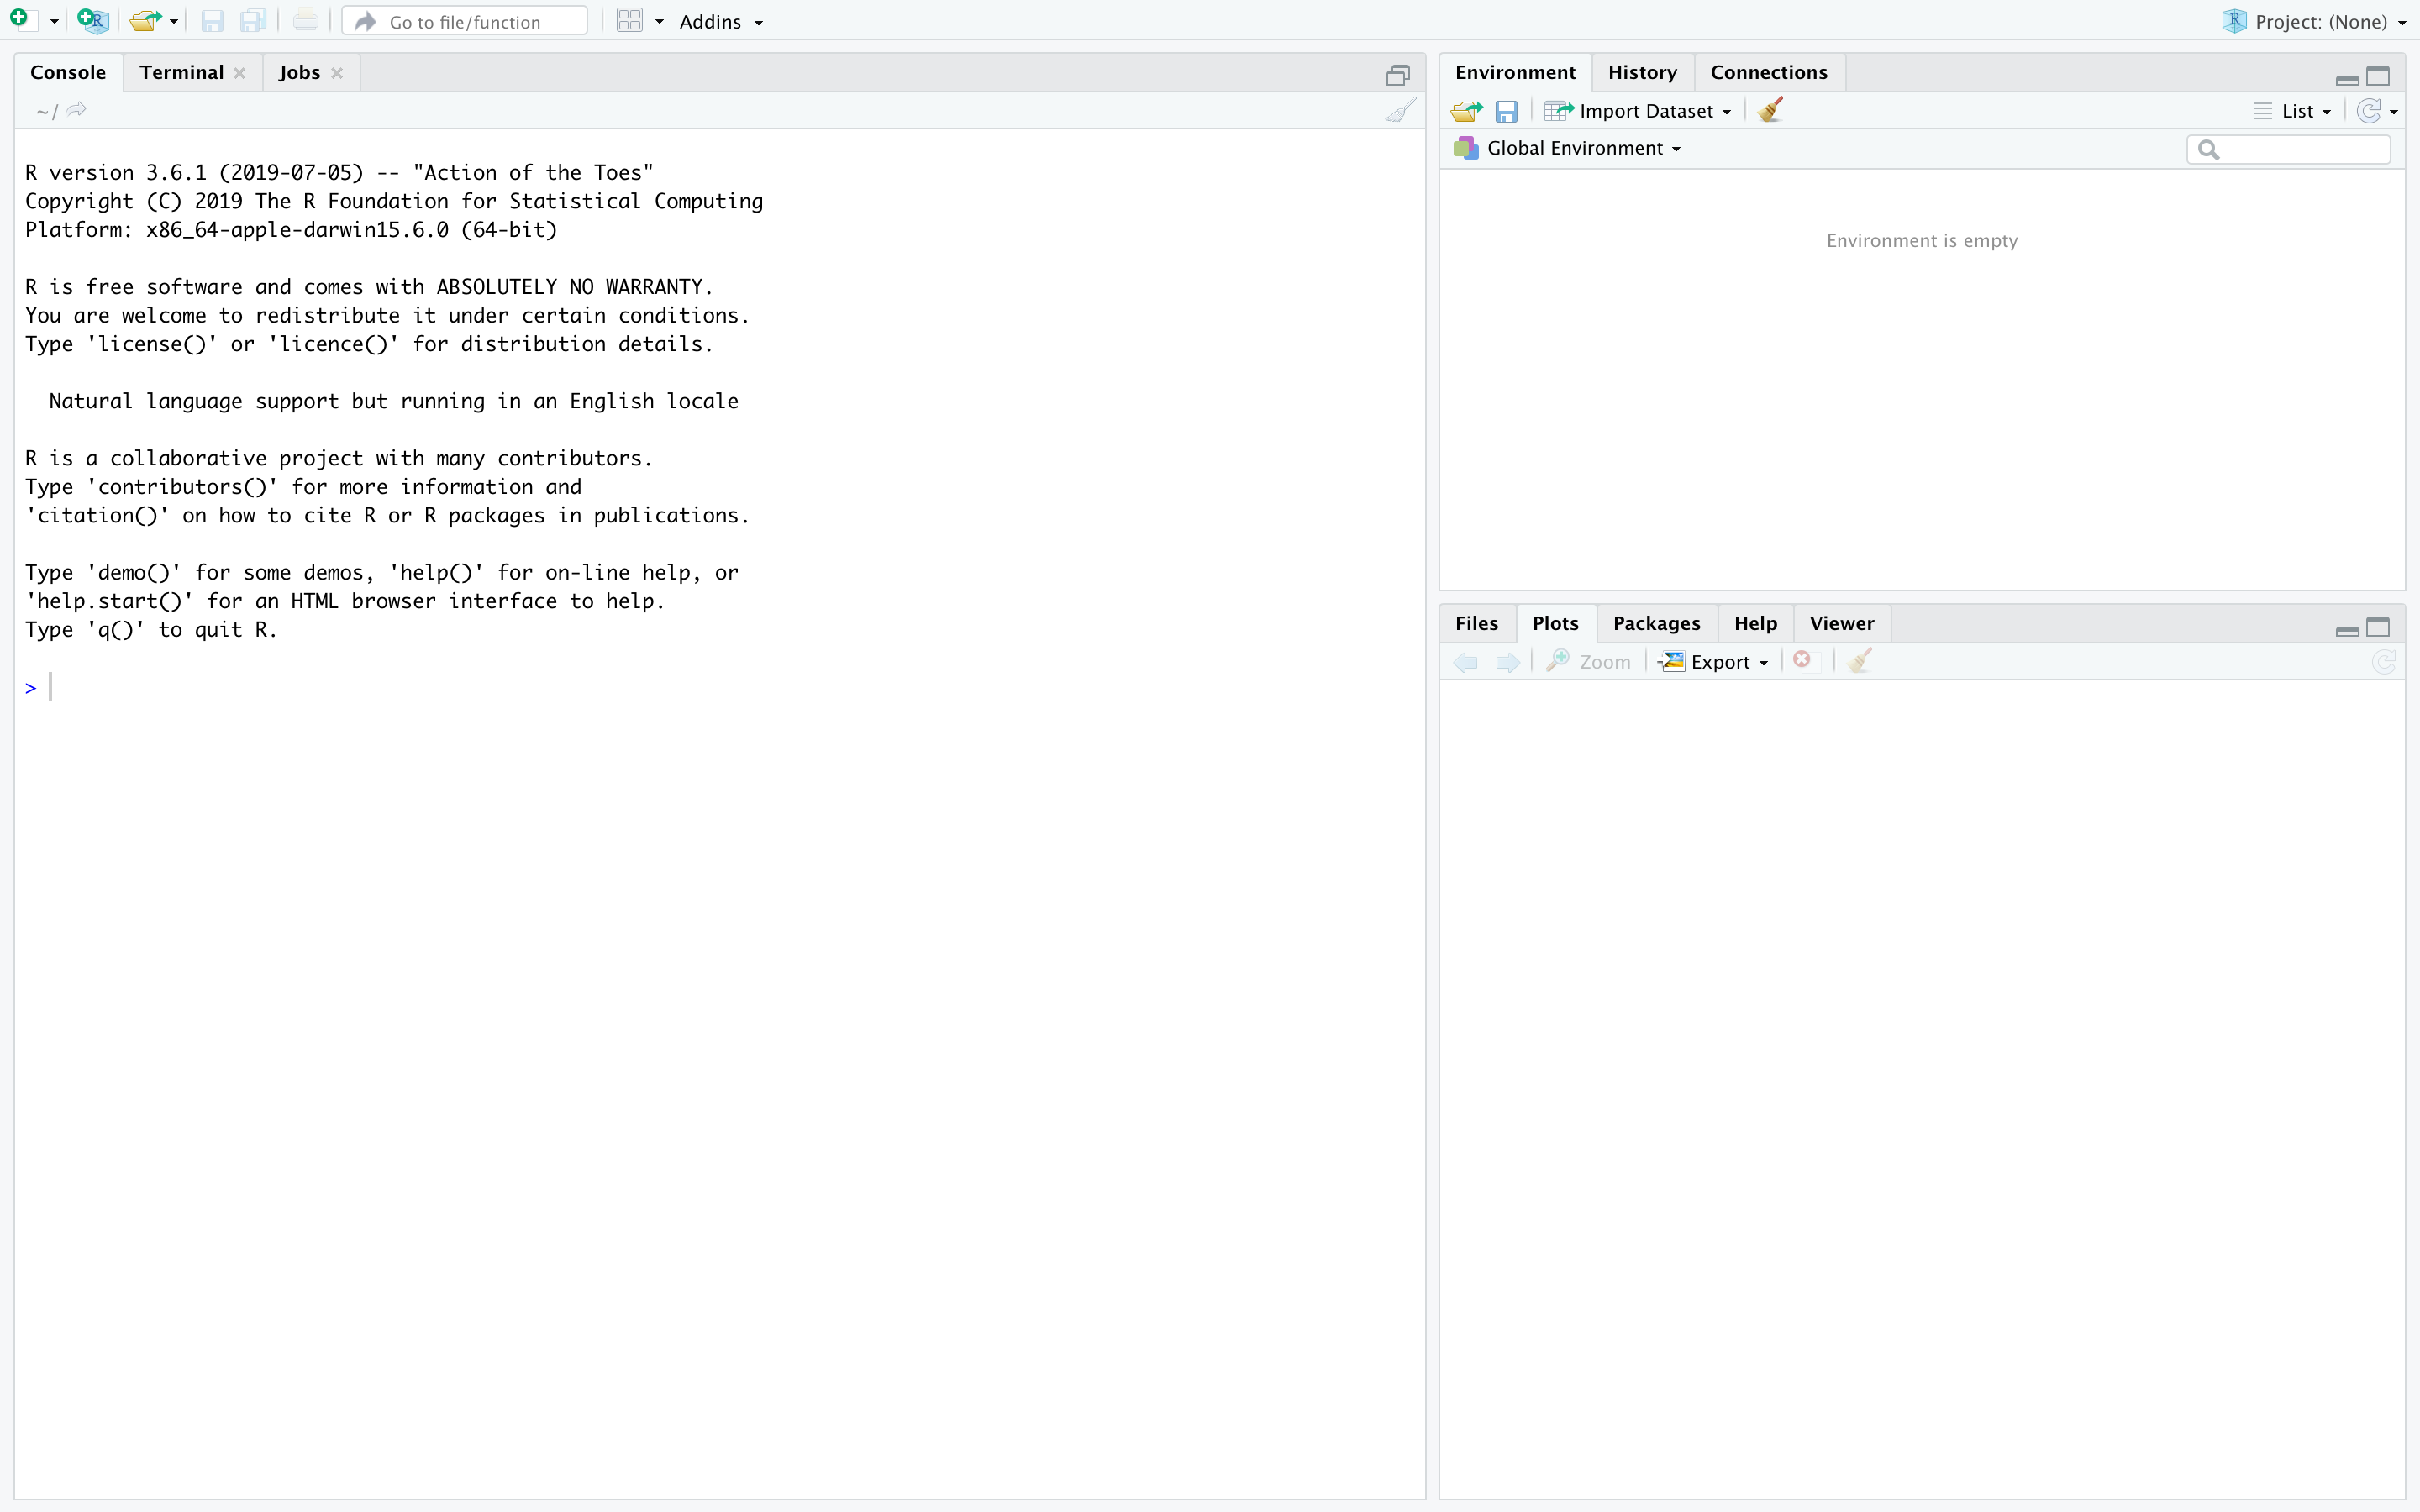 Go to file/function Addins Project: (None)
Console Terminal Jobs
~/
R version 3.6.1 (2019-07-05) -- "Action of the Toes"
Copyright (C) 2019 The R Foundation for Statistical Computing
Platform: x86_64-apple-darwin15.6.0 (64-bit)
R is free software and comes with ABSOLUTELY NO WARRANTY.
You are welcome to redistribute it under certain conditions.
Type 'license()' or 'licence()' for distribution details.
Natural language support but running in an English locale
R is a collaborative project with many contributors.
Type 'contributors()' for more information and
'citation()' on how to cite R or R packages in publications.
Type 'demo()' for some demos, 'help()' for on-line help, or
'help.start()' for an HTML browser interface to help.
Type 'q()' to quit R.
>
Environment History Connections
Import Dataset List
Global Environment
Environment is empty
Files Plots Packages Help Viewer
Zoom Export